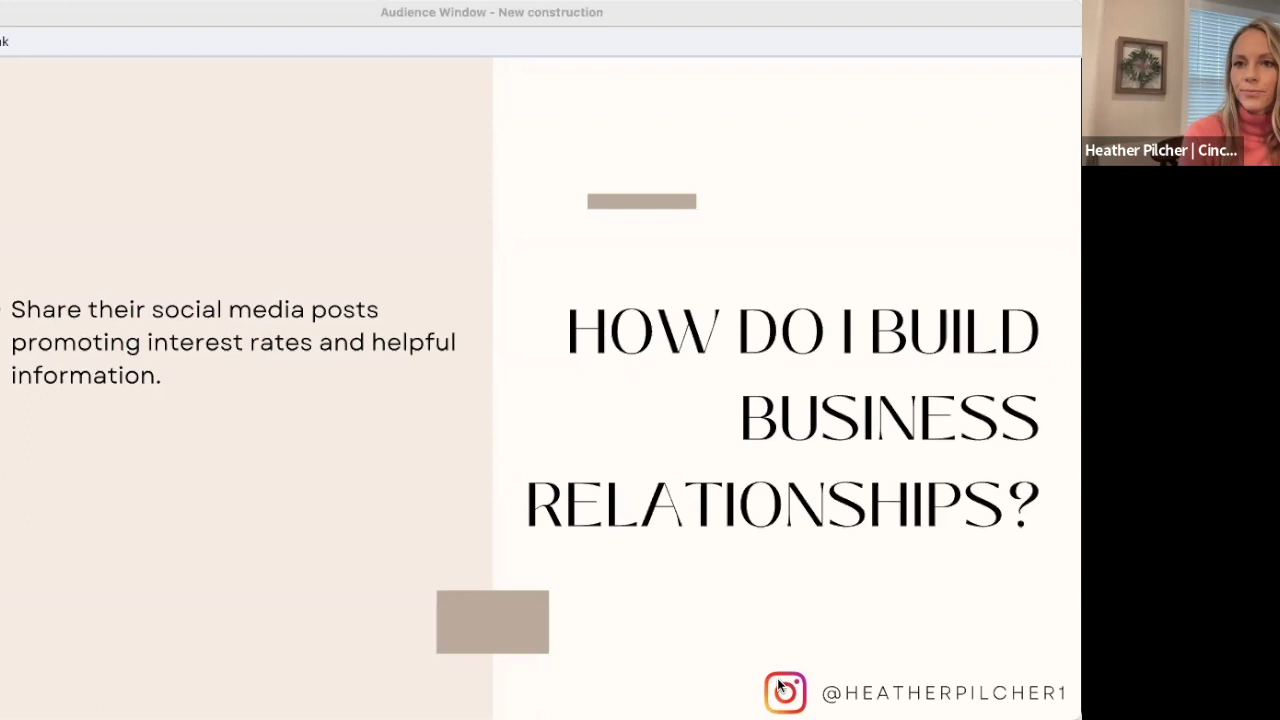 Audience Window - New construction
Heather Pilcher | Cinc...
Share their social media posts
promoting interest rates and helpful
information.
HOW DO I BUILD
BUSINESS
RELATIONSHIPS?
@HEATHERPILCHER1